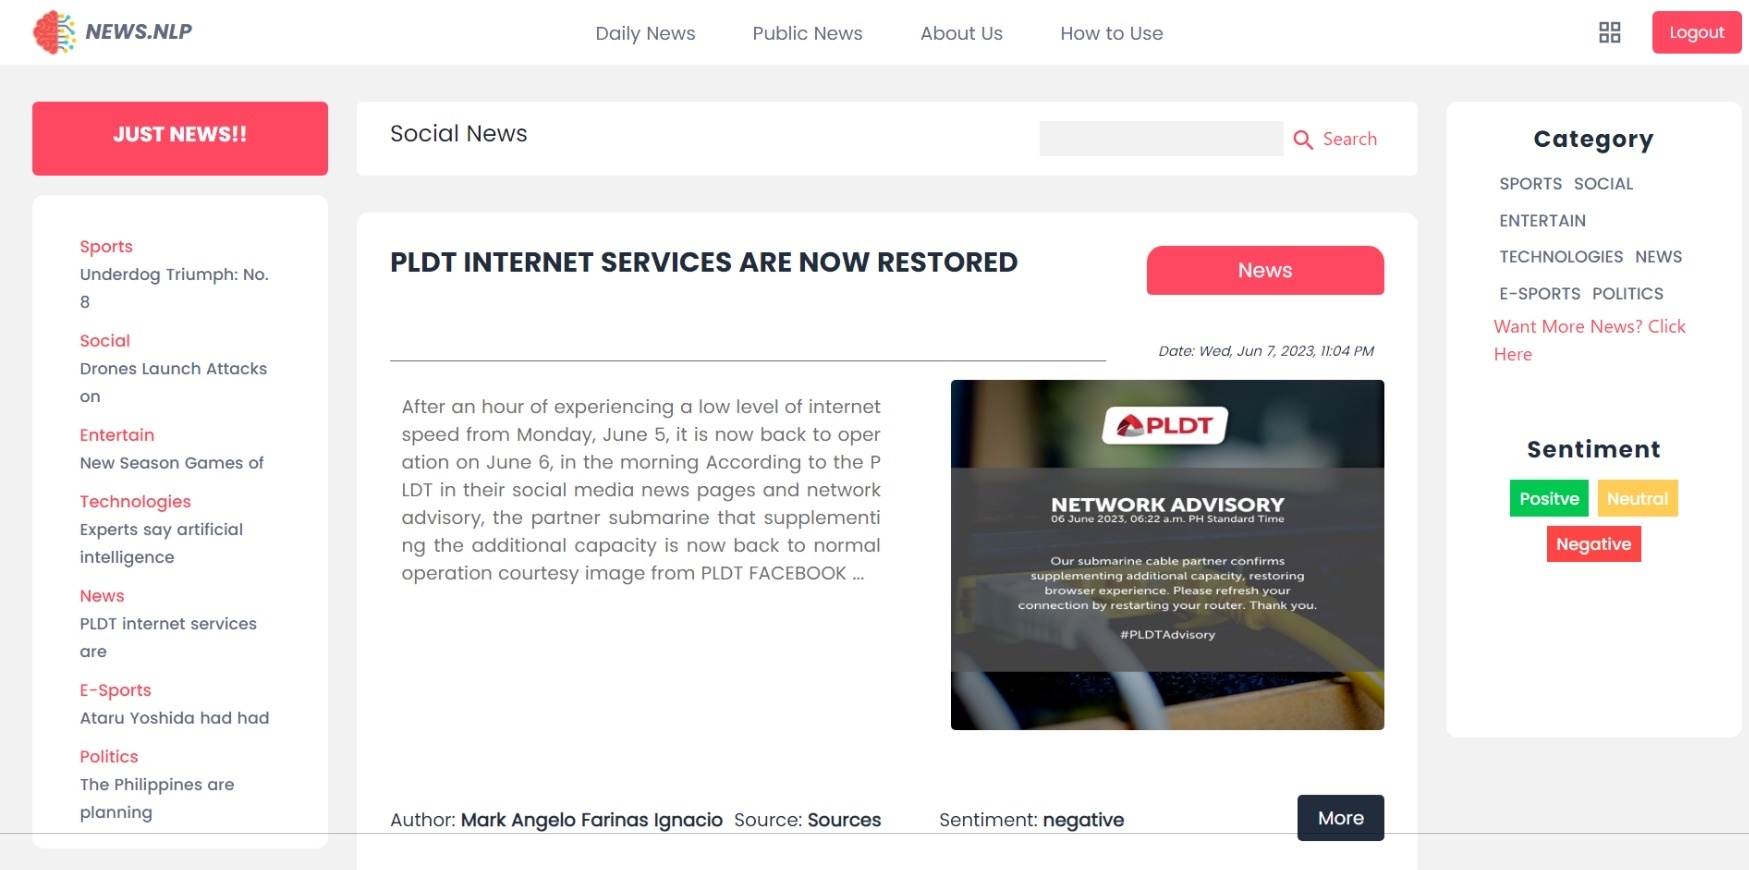 NEWS.NLP
Daily News
Public News
About Us
How to Use
Logout
JUST NEWS!!
Sports
Underdog Triumph: No.
8
Social
Drones Launch Attacks
on
Entertain
New Season Games of
Technologies
Experts say artificial
intelligence
News
PLDT internet services
are
E-Sports
Ataru Yoshida had had
Politics
The Philippines are
planning
Social News
Search
PLDT INTERNET SERVICES ARE NOW RESTORED
News
Date: Wed, Jun 7, 2023, 11:04 PM
After an hour of experiencing a low level of internet
speed from Monday, June 5, it is now back to oper
ation on June 6, in the morning According to the P
LDT in their social media news pages and network
advisory, the partner submarine that supplementi
ng the additional capacity is now back to normal
operation courtesy image from PLDT FACEBOOK ...
PLDT
NETWORK ADVISORY
06 June 2023, 06:22 a.m. PH Standard Time
Our submarine cable partner confirms
supplementing additional capacity, restoring
browser experience. Please refresh your
connection by restarting your router. Thank you.
#PLDTAdvisory
Author: Mark Angelo Farinas Ignacio Source: Sources
Sentiment: negative
More
Category
SPORTS SOCIAL
ENTERTAIN
TECHNOLOGIES NEWS
E-SPORTS POLITICS
Want More News? Click
Here
Sentiment
Positve Neutral
Negative